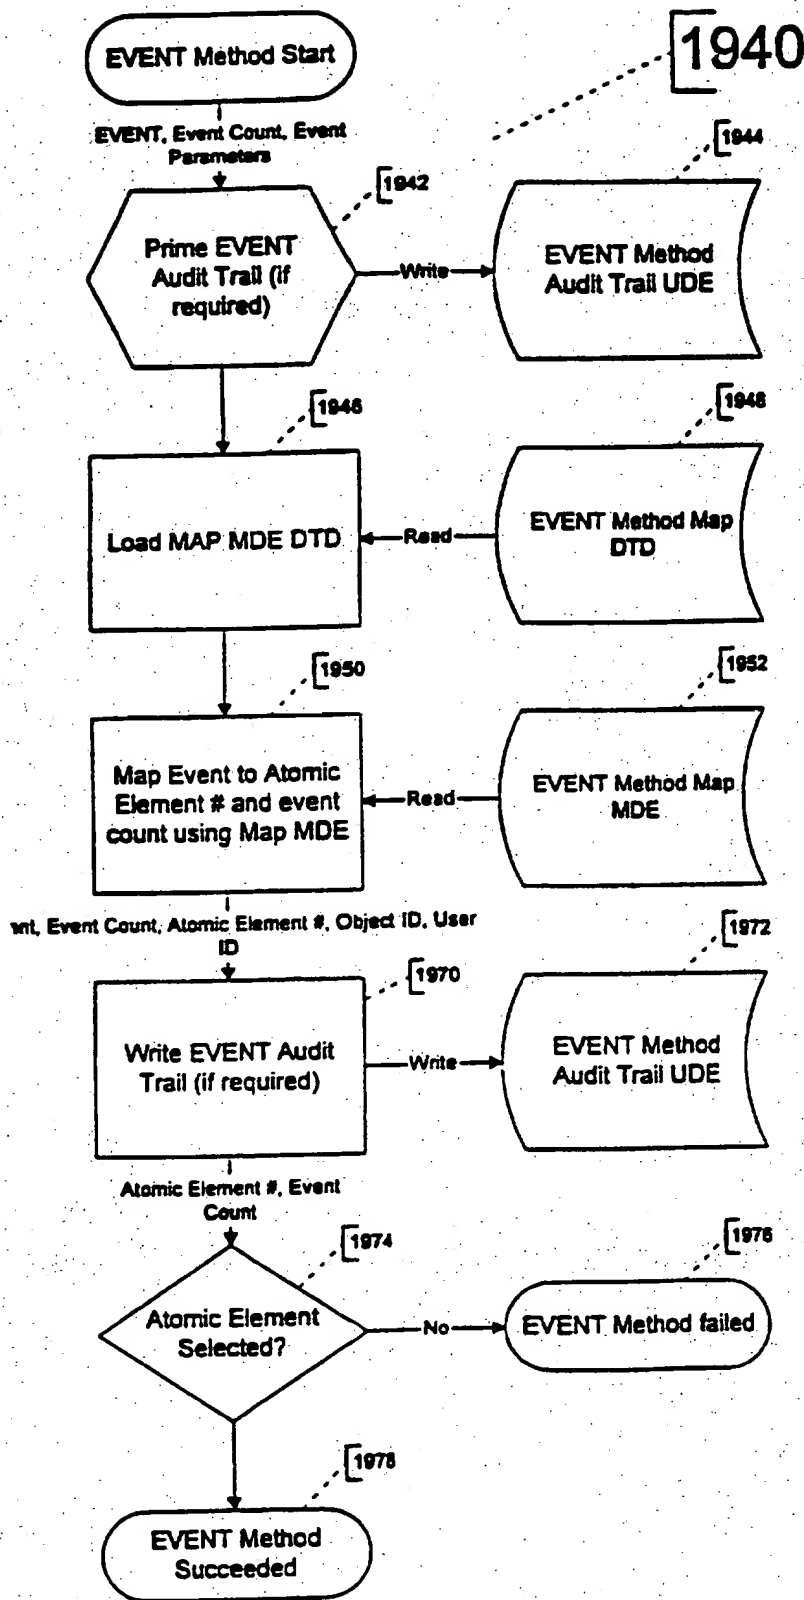 EVENT Method Start
1940
EVENT, Event Count, Event
Parameters
1942
1944
Prime EVENT
Audit Trail (if
required)
Write
EVENT Method
Audit Trail UDE
1946
1948
Load MAP MDE DTD
Read
EVENT Method Map
DTD
1950
1952
Map Event to Atomic
Element # and event
count using Map MDE
Read
EVENT Method Map
MDE
Event Count, Atomic Element #, Object ID, User
ID
1970
1972
Write EVENT Audit
Trail (if required)
Write
EVENT Method
Audit Trail UDE
Atomic Element #, Event
Count
1974
1976
Atomic Element
Selected?
No
EVENT Method failed
1978
EVENT Method
Succeeded